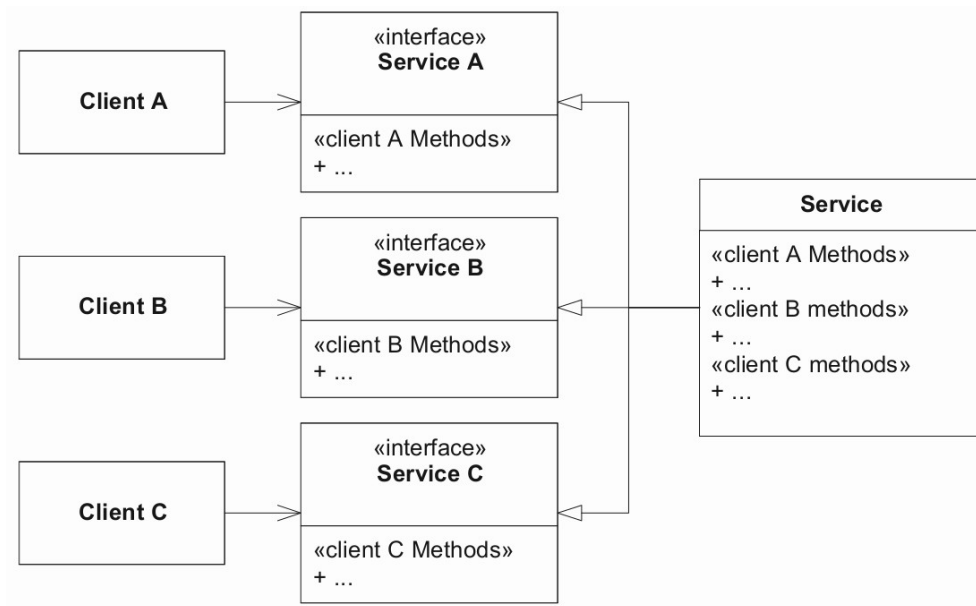 Client A
«interface»
Service A
«client A Methods»
+ ...
Client B
«interface»
Service B
«client B Methods»
+ ...
Client C
«interface»
Service C
«client C Methods»
+ ...
Service
«client A Methods»
+ ...
«client B methods»
+ ...
«client C methods»
+ ...